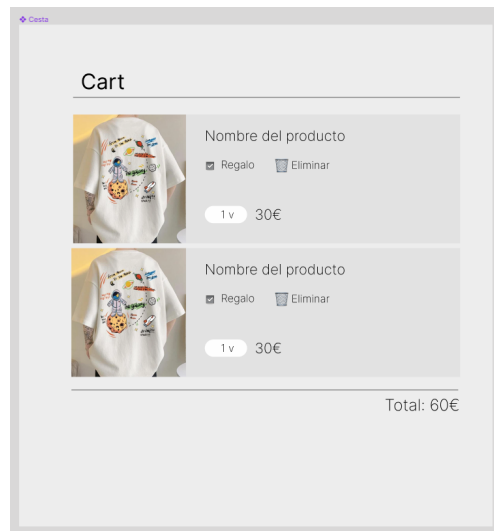 Cesta
Cart
Nombre del producto
Regalo Eliminar
1 v 30€
Nombre del producto
Regalo Eliminar
1 v 30€
Total: 60€